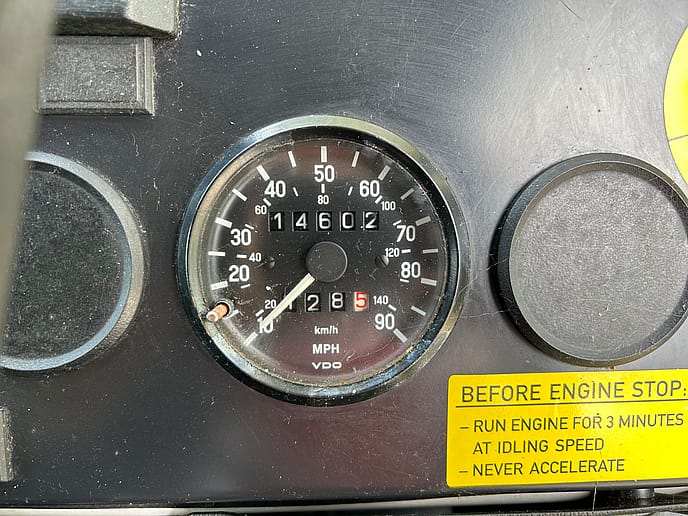 50
40 60
80
60 100
14602
30 70
40 120
20 80
20 1285 140
10 90
km/h
MPH
VDO
BEFORE ENGINE STOP:
– RUN ENGINE FOR 3 MINUTES
AT IDLING SPEED
– NEVER ACCELERATE